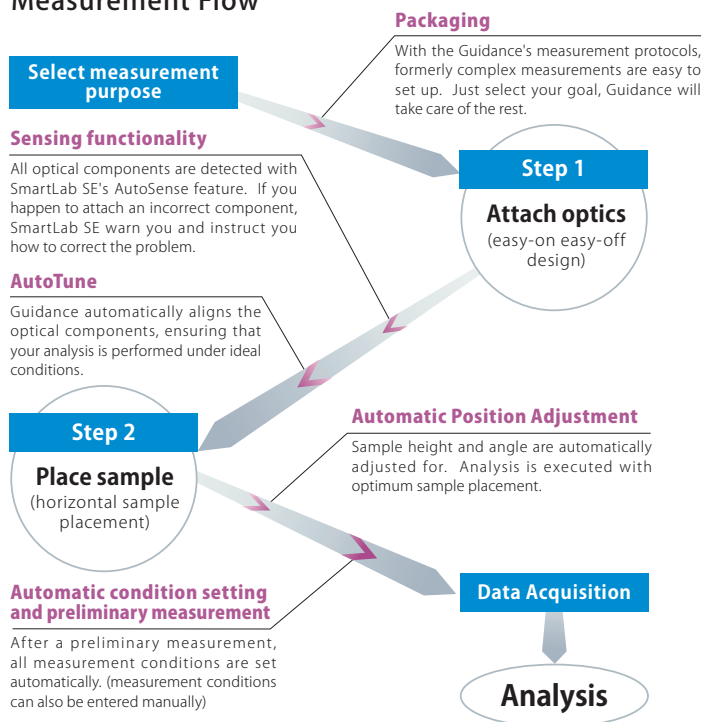 Measurement Flow
Packaging
With the Guidance's measurement protocols,
formerly complex measurements are easy to
set up. Just select your goal, Guidance will
take care of the rest.
Select measurement
purpose
Sensing functionality
All optical components are detected with
SmartLab SE's AutoSense feature. If you
happen to attach an incorrect component,
SmartLab SE warn you and instruct you
how to correct the problem.
Step 1
Attach optics
(easy-on easy-off
design)
AutoTune
Guidance automatically aligns the
optical components, ensuring that
your analysis is performed under ideal
conditions.
Step 2
Place sample
(horizontal sample
placement)
Automatic Position Adjustment
Sample height and angle are automatically
adjusted for. Analysis is executed with
optimum sample placement.
Automatic condition setting
and preliminary measurement
After a preliminary measurement,
all measurement conditions are set
automatically. (measurement conditions
can also be entered manually)
Data Acquisition
Analysis